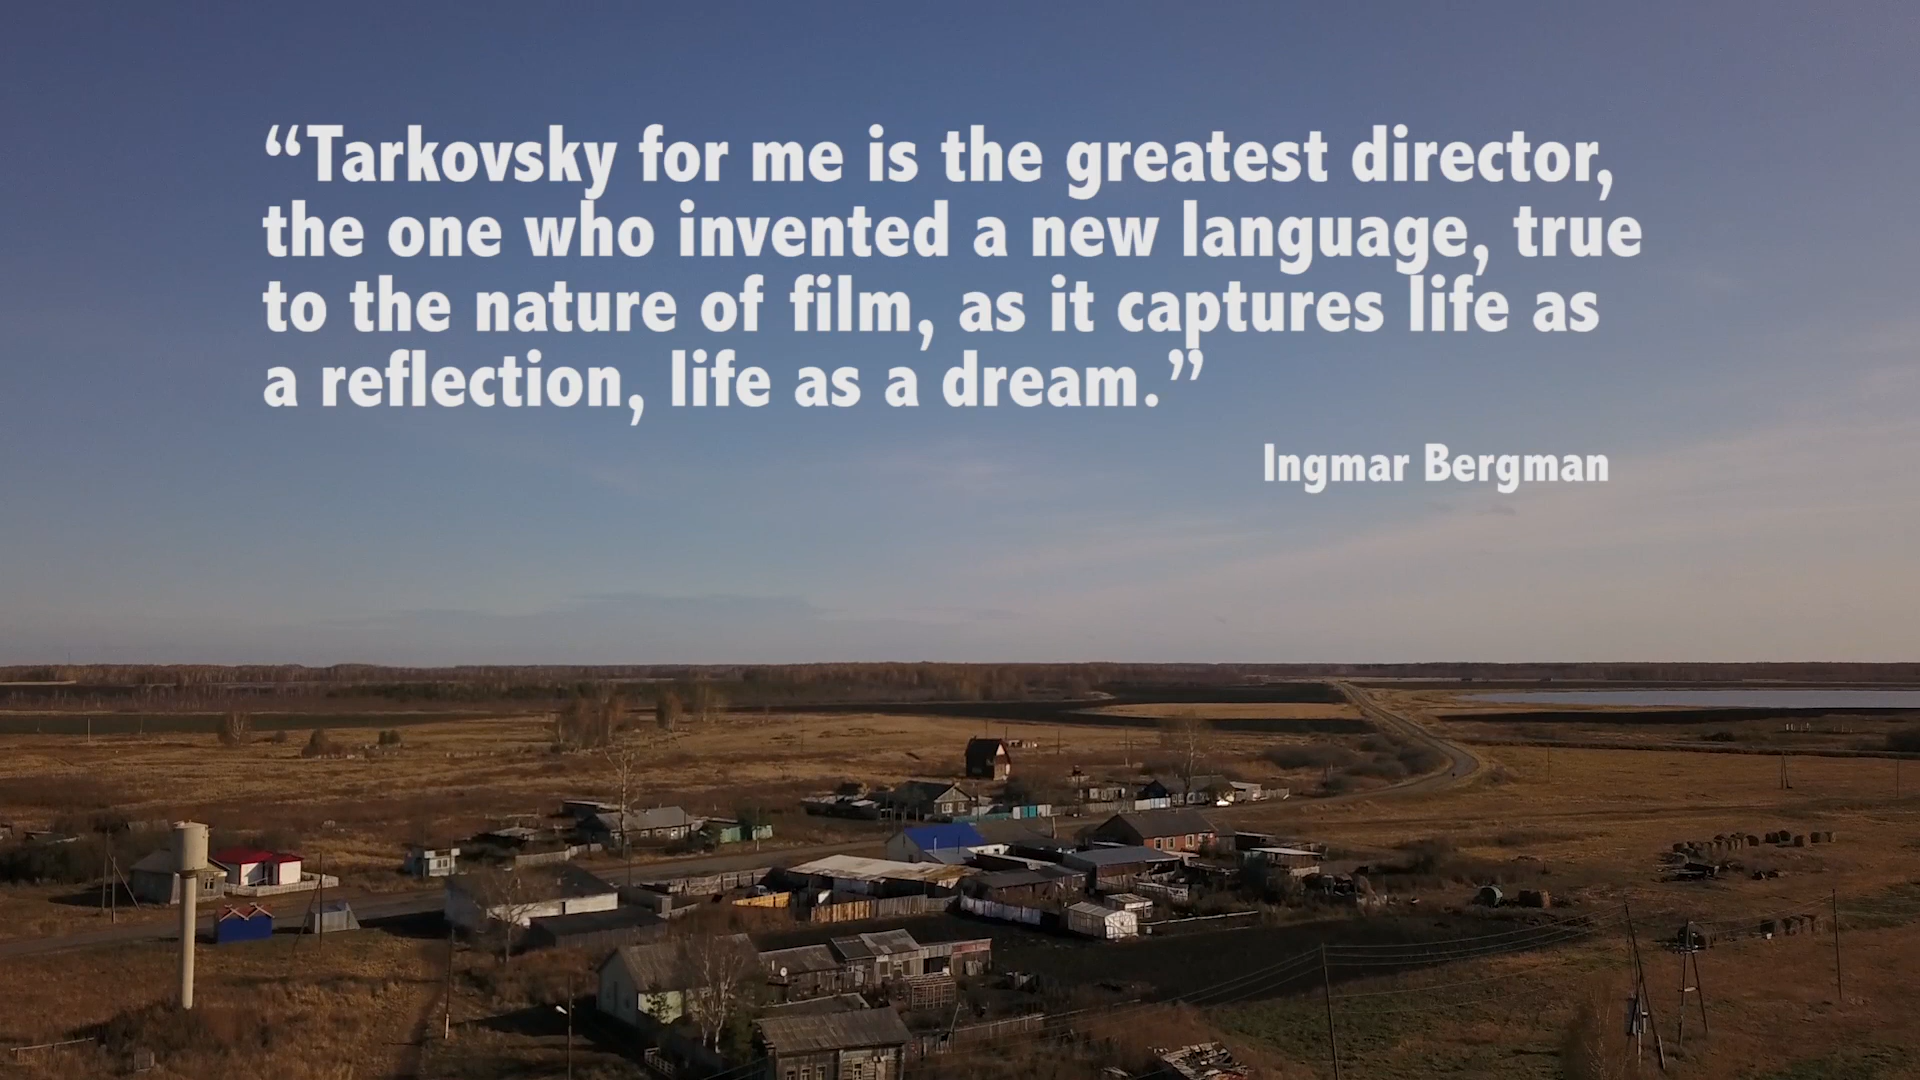 “Tarkovsky for me is the greatest director,
the one who invented a new language, true
to the nature of film, as it captures life as
a reflection, life as a dream.”
Ingmar Bergman